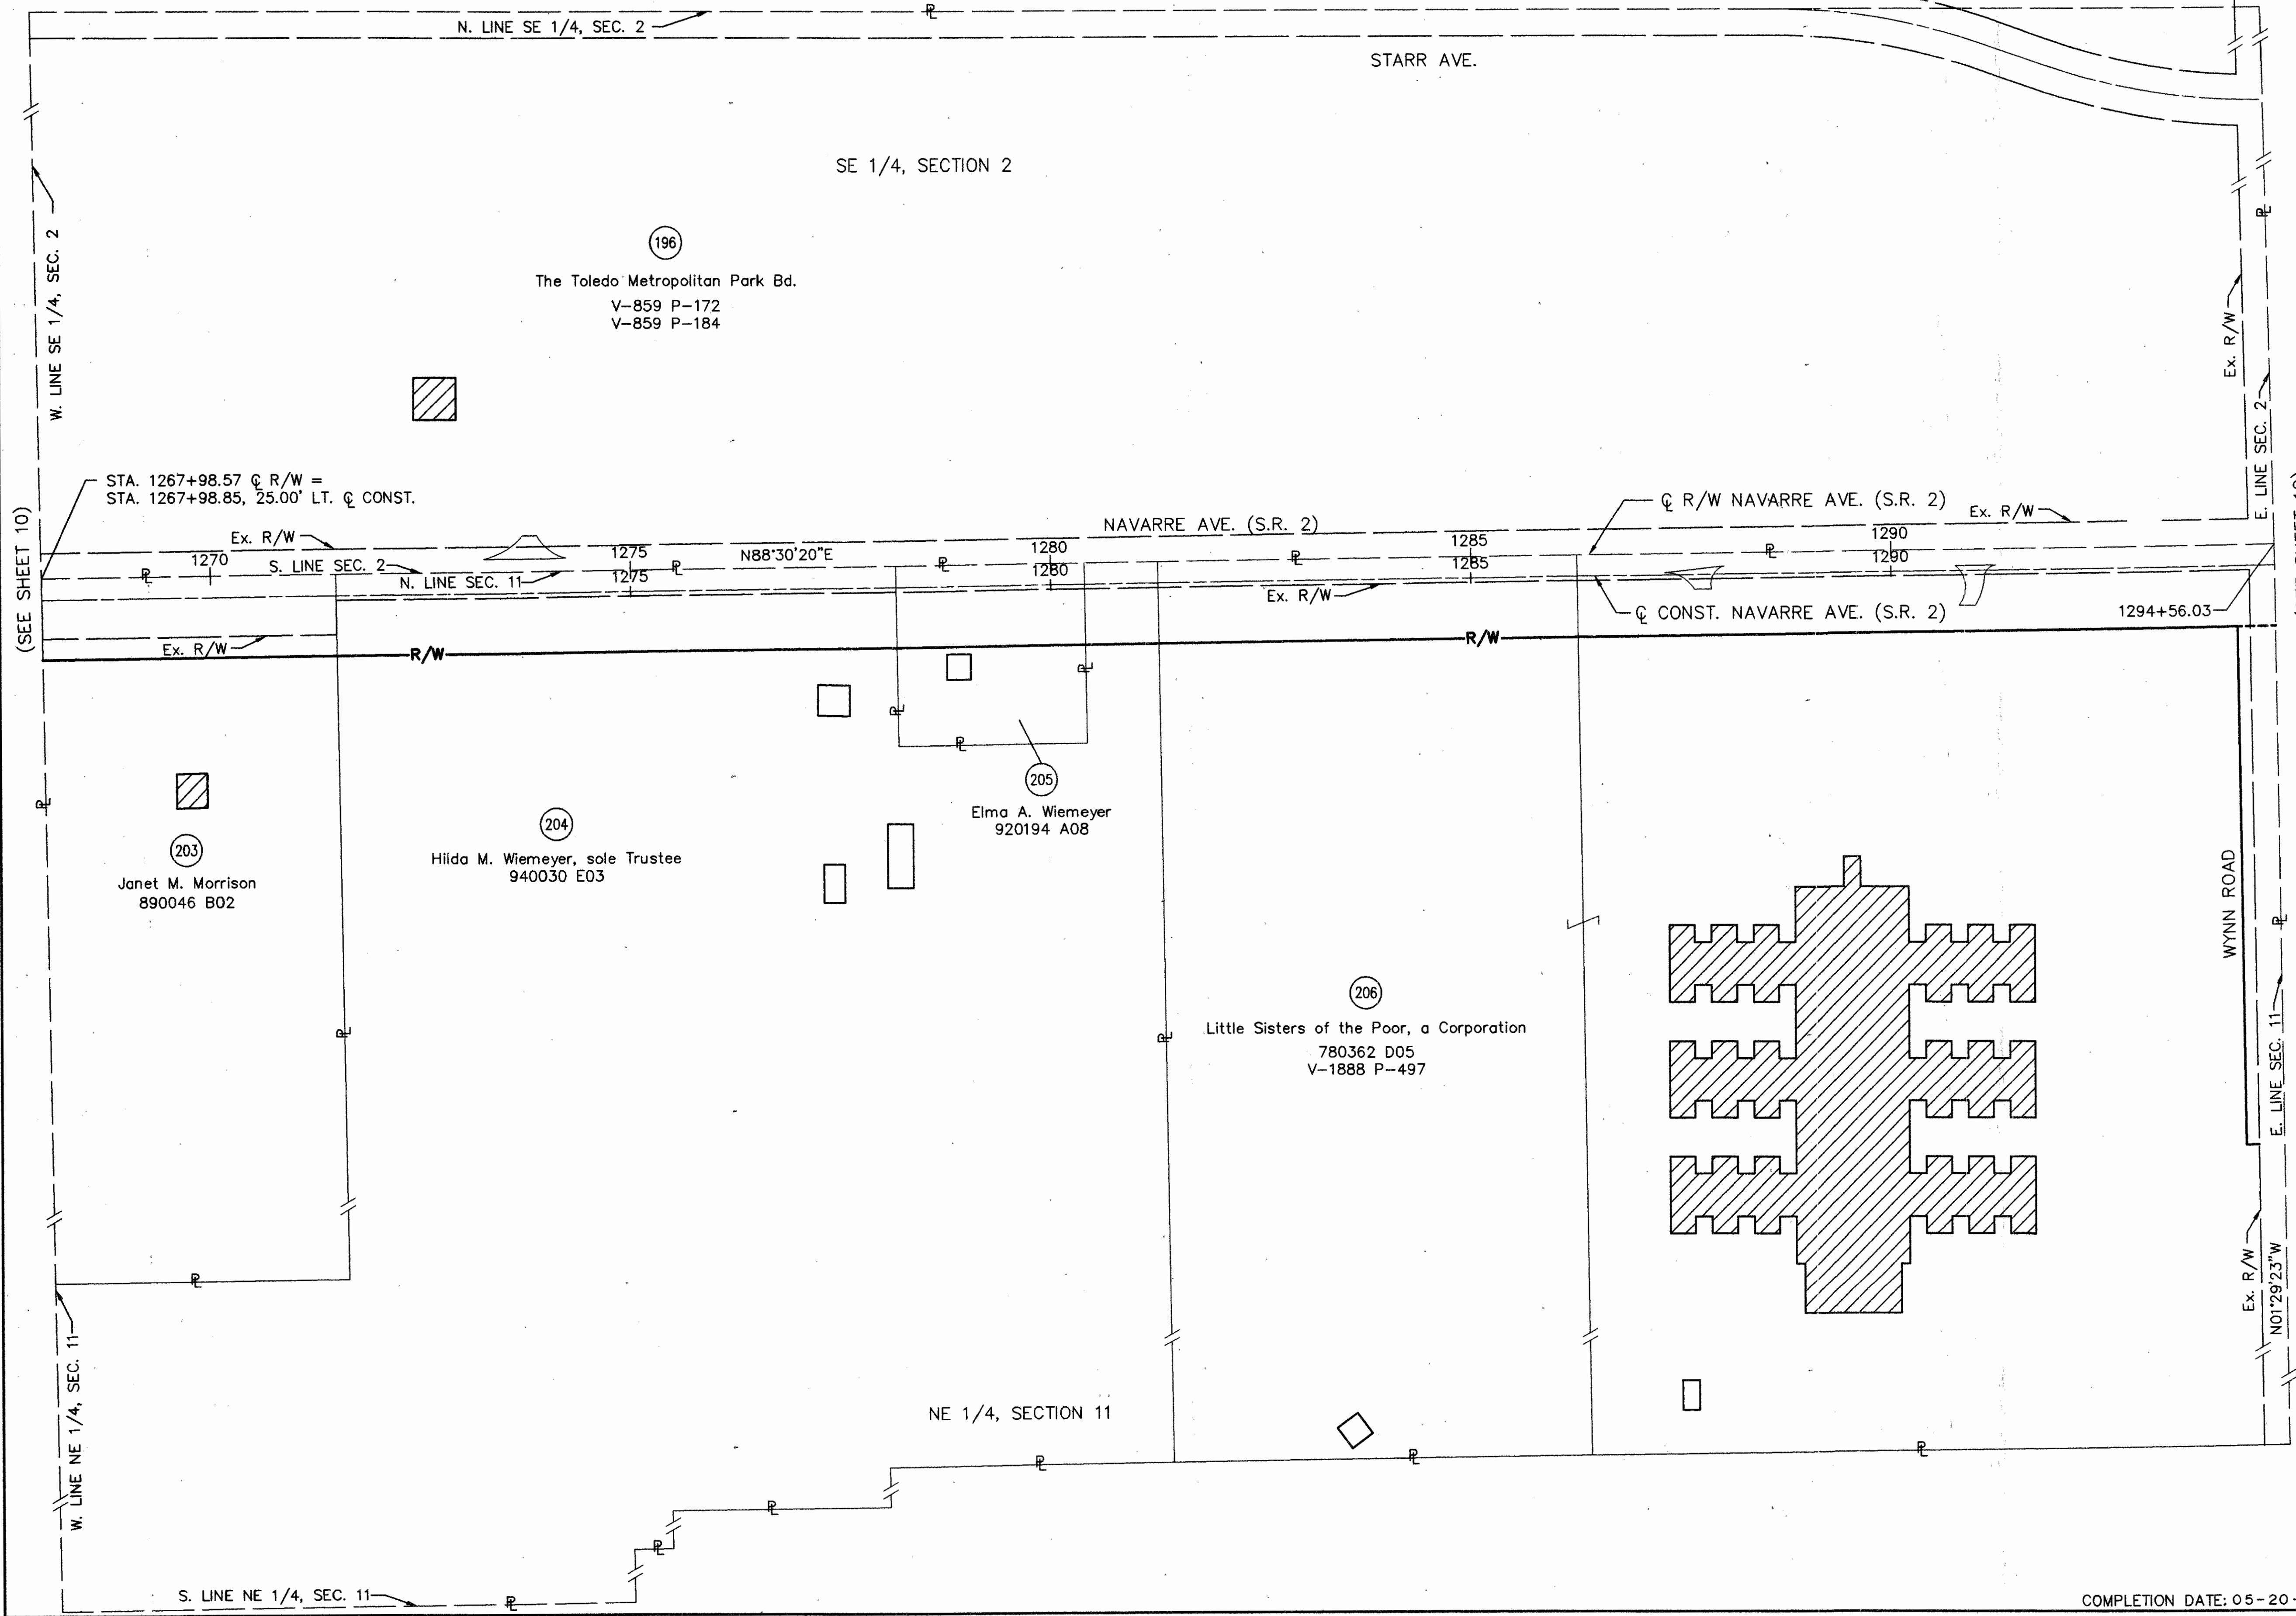 N. LINE SE 1/4, SEC. 2
STARR AVE.
SE 1/4, SECTION 2
W. LINE SE 1/4, SEC. 2
196
The Toledo Metropolitan Park Bd.
V-859 P-172
V-859 P-184
Ex. R/W
E. LINE SEC. 2
STA. 1267+98.57 ℄ R/W =
STA. 1267+98.85, 25.00' LT. ℄ CONST.
(SEE SHEET 10)
℄ R/W NAVARRE AVE. (S.R. 2)
Ex. R/W
NAVARRE AVE. (S.R. 2)
Ex. R/W
1270
S. LINE SEC. 2
N. LINE SEC. 11
1275
1275
N88°30'20"E
1280
1280
1285
1285
1290
1290
Ex. R/W
℄ CONST. NAVARRE AVE. (S.R. 2)
1294+56.03
Ex. R/W
R/W
R/W
205
Elma A. Wiemeyer
920194 A08
204
Hilda M. Wiemeyer, sole Trustee
940030 E03
203
Janet M. Morrison
890046 B02
WYNN ROAD
206
Little Sisters of the Poor, a Corporation
780362 D05
V-1888 P-497
E. LINE SEC. 11
Ex. R/W
N01°29'23"W
W. LINE NE 1/4, SEC. 11
NE 1/4, SECTION 11
S. LINE NE 1/4, SEC. 11
COMPLETION DATE: 05-20-